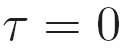 τ = 0